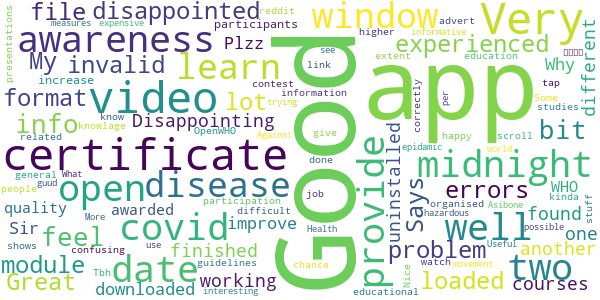 file disappointed window Very
presentations
measures expensive
reddit
advert
participants
informative
awareness
My invalid learn
Plzz
higher
extent
education
experienced
see
link
Why
different
tap
format video
increase
contest
information
trying
Good
app
correctly
per
Some
studies
info
know
knowlage
lot
Disappointing
related
OpenWHO
Against
give
done
provide
uninstalled
happy
scroll
bit
epidamic
certificate
midnight
general
What
people
guud
open disease
job
world
Says
errors
WHO
organised
Asibone
stuff
quality
More
awarded
participation
Health
hazardous
kinda
possible
Sir
feel
covid
difficult
improve
problem
well
found
one
shows
confusing
use
finished
guidelines
chance
Nice
watch
another
Useful
module date
working
loaded
two
Great
Tbh
downloaded
interesting
educational
movement
courses